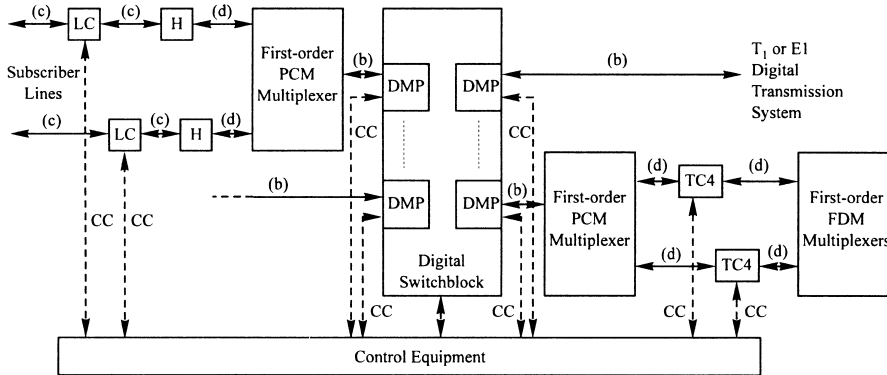 (c)
LC
(c)
H
(d)
First-order
PCM
Multiplexer
(b)
DMP
DMP
(b)
T1 or E1
Digital
Transmission
System
Subscriber
Lines
CC
CC
(c)
LC
(c)
H
(d)
(b)
DMP
DMP
(b)
First-order
PCM
Multiplexer
(d)
TC4
(d)
First-order
FDM
Multiplexers
(d)
TC4
(d)
CC
CC
Digital
Switchblock
CC
CC
CC
CC
Control Equipment